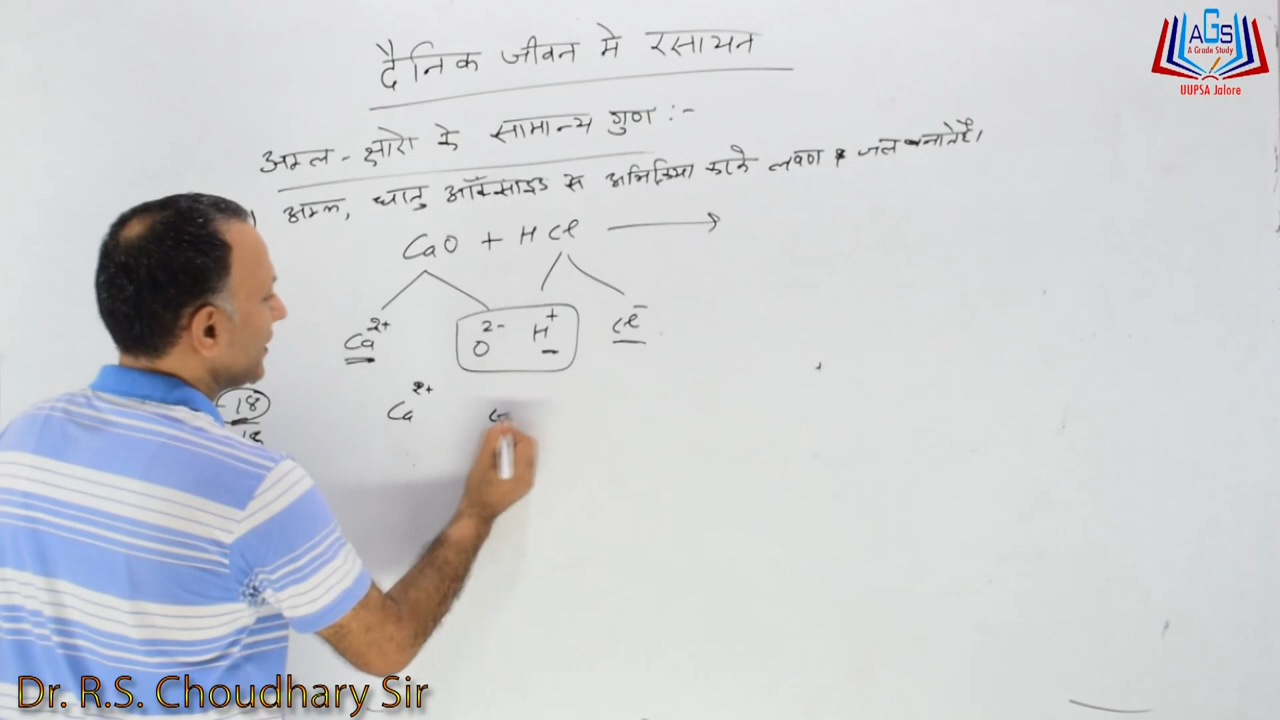 AGS
A Grade Study
UUPSA Jalore
दैनिक जीवन मे रसायन
अम्ल - क्षारो के सामान्य गुण :-
अम्ल, धातु ऑक्साइड से अभिक्रिया करके लवण व जल बनाते है।
CaO + HCl ⟶
Ca²⁺ O²⁻ H⁺ Cl⁻
Ca²⁺
18
Dr. R.S. Choudhary Sir